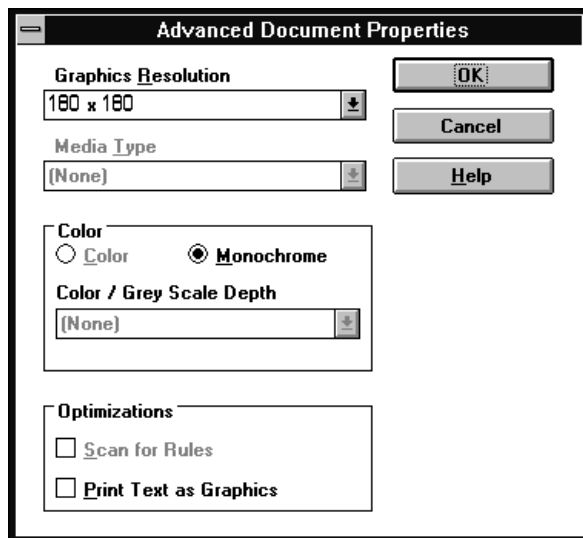 Advanced Document Properties
Graphics Resolution
180 x 180
Media Type
(None)
OK
Cancel
Help
Color
Color Monochrome
Color / Grey Scale Depth
(None)
Optimizations
Scan for Rules
Print Text as Graphics